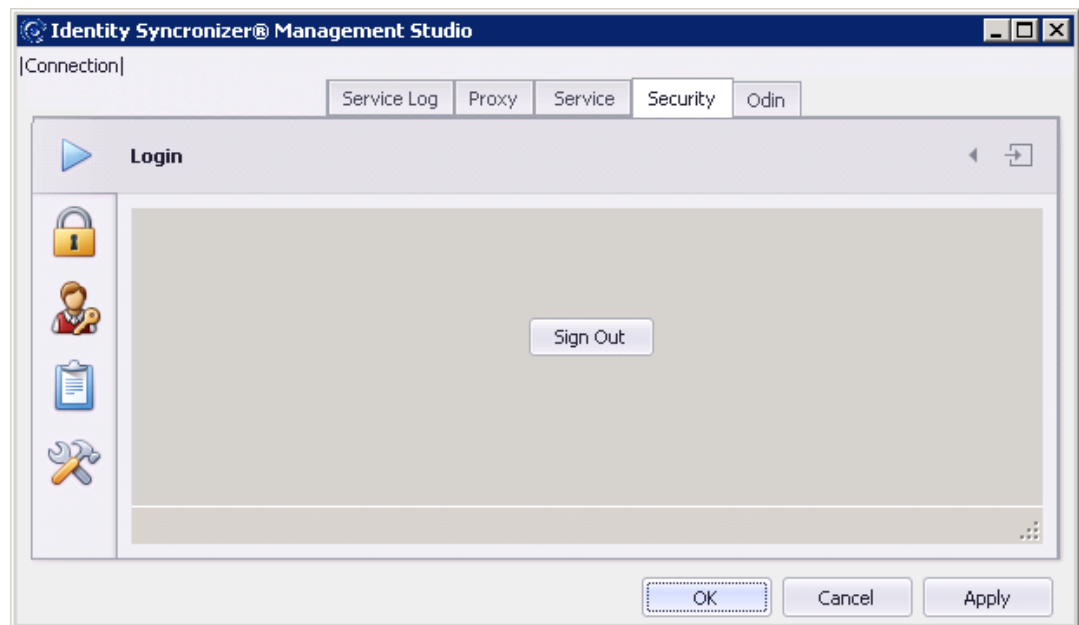 Identity Syncronizer® Management Studio
|Connection|
Service Log Proxy Service Security Odin
Login
Sign Out
OK Cancel Apply